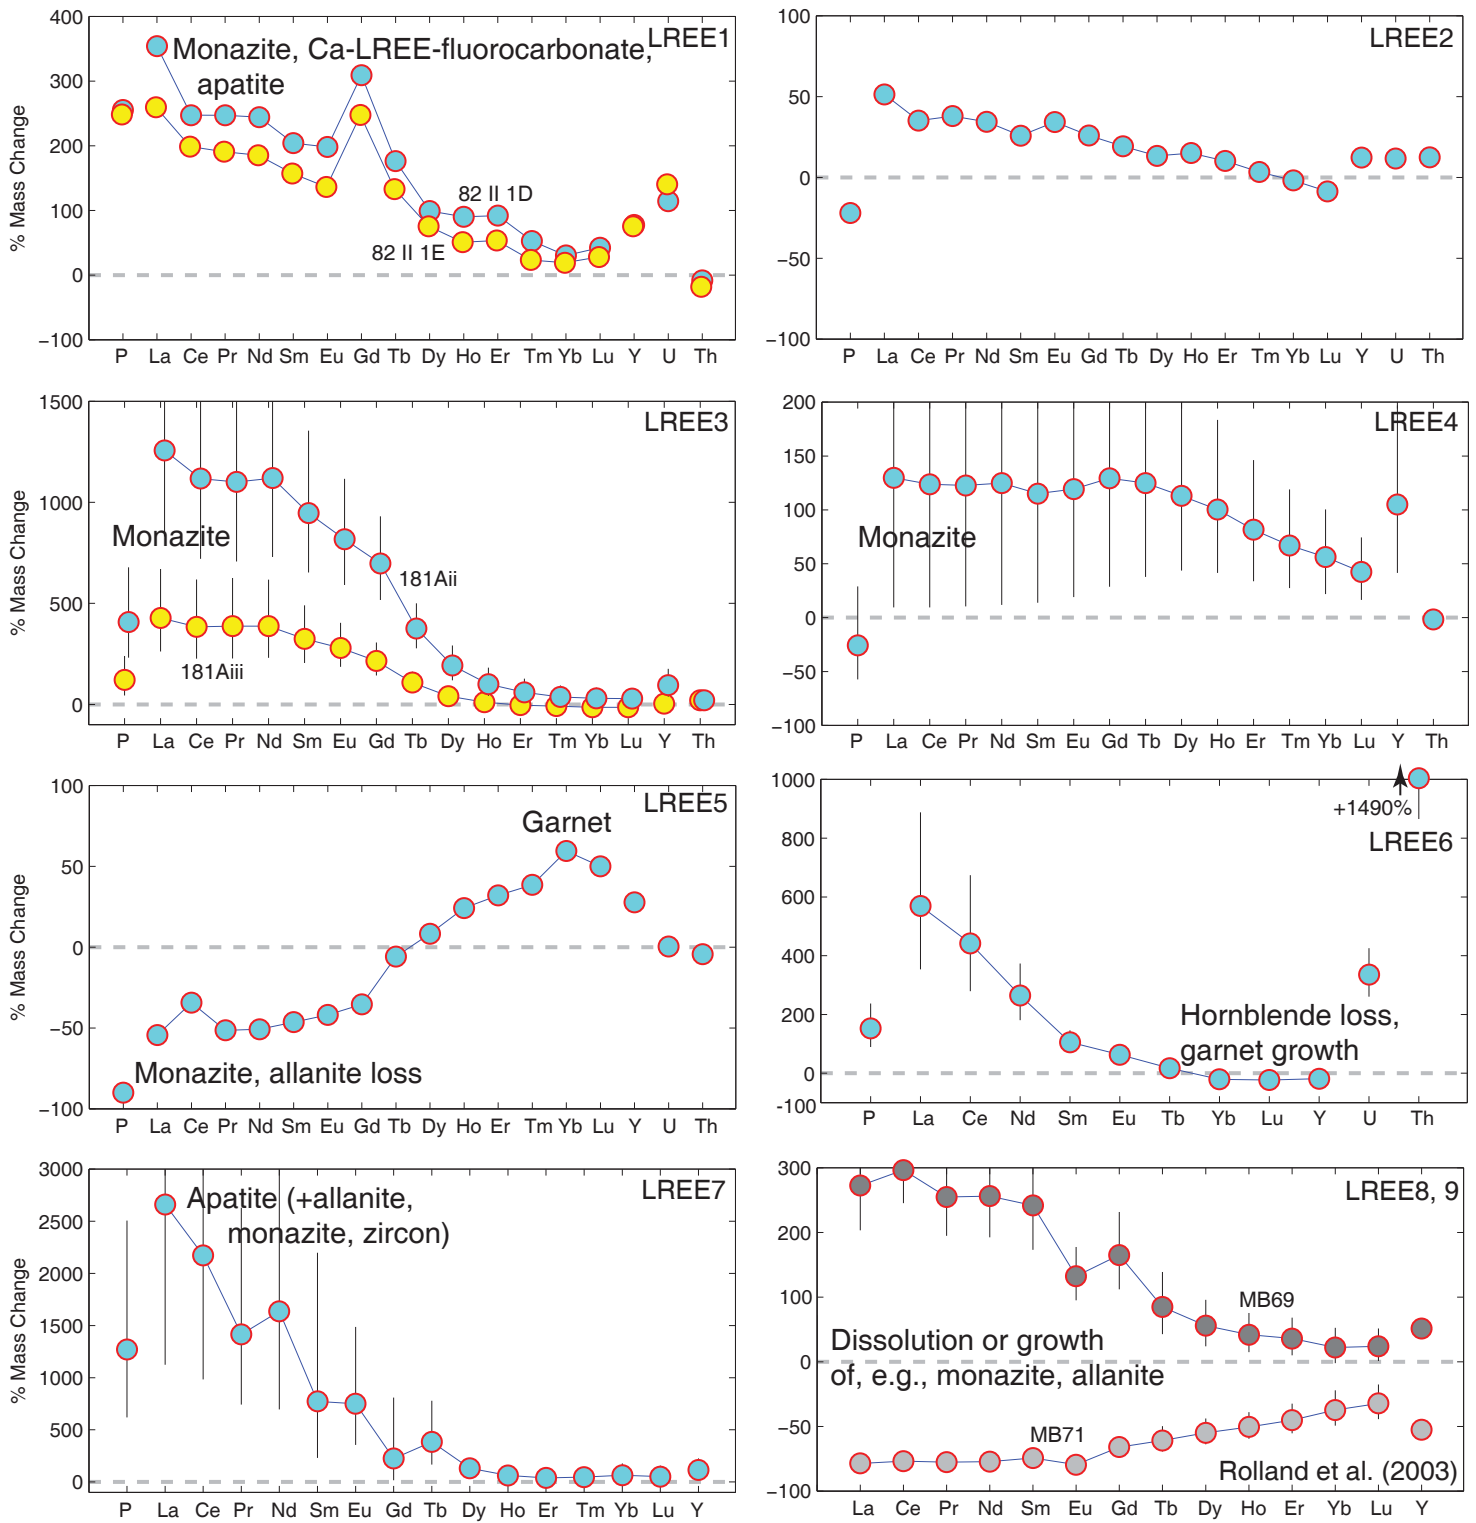 400
300
200
100
0
−100
% Mass Change
LREE1
Monazite, Ca-LREE-fluorocarbonate,
apatite
82 II 1D
82 II 1E
P La Ce Pr Nd Sm Eu Gd Tb Dy Ho Er Tm Yb Lu Y U Th
100
50
0
−50
−100
LREE2
P La Ce Pr Nd Sm Eu Gd Tb Dy Ho Er Tm Yb Lu Y U Th
1500
1000
500
0
% Mass Change
LREE3
Monazite
181Aii
181Aiii
P La Ce Pr Nd Sm Eu Gd Tb Dy Ho Er Tm Yb Lu Y Th
200
150
100
50
0
−50
−100
LREE4
Monazite
P La Ce Pr Nd Sm Eu Gd Tb Dy Ho Er Tm Yb Lu Y Th
100
50
0
−50
−100
% Mass Change
LREE5
Garnet
Monazite, allanite loss
P La Ce Pr Nd Sm Eu Gd Tb Dy Ho Er Tm Yb Lu Y U Th
1000
800
600
400
200
0
-100
+1490%
LREE6
Hornblende loss,
garnet growth
P La Ce Nd Sm Eu Tb Yb Lu Y U Th
3000
2500
2000
1500
1000
500
0
% Mass Change
LREE7
Apatite (+allanite,
monazite, zircon)
P La Ce Pr Nd Sm Eu Gd Tb Dy Ho Er Tm Yb Lu Y
300
200
100
0
−50
−100
LREE8, 9
MB69
Dissolution or growth
of, e.g., monazite, allanite
MB71
Rolland et al. (2003)
La Ce Pr Nd Sm Eu Gd Tb Dy Ho Er Yb Lu Y